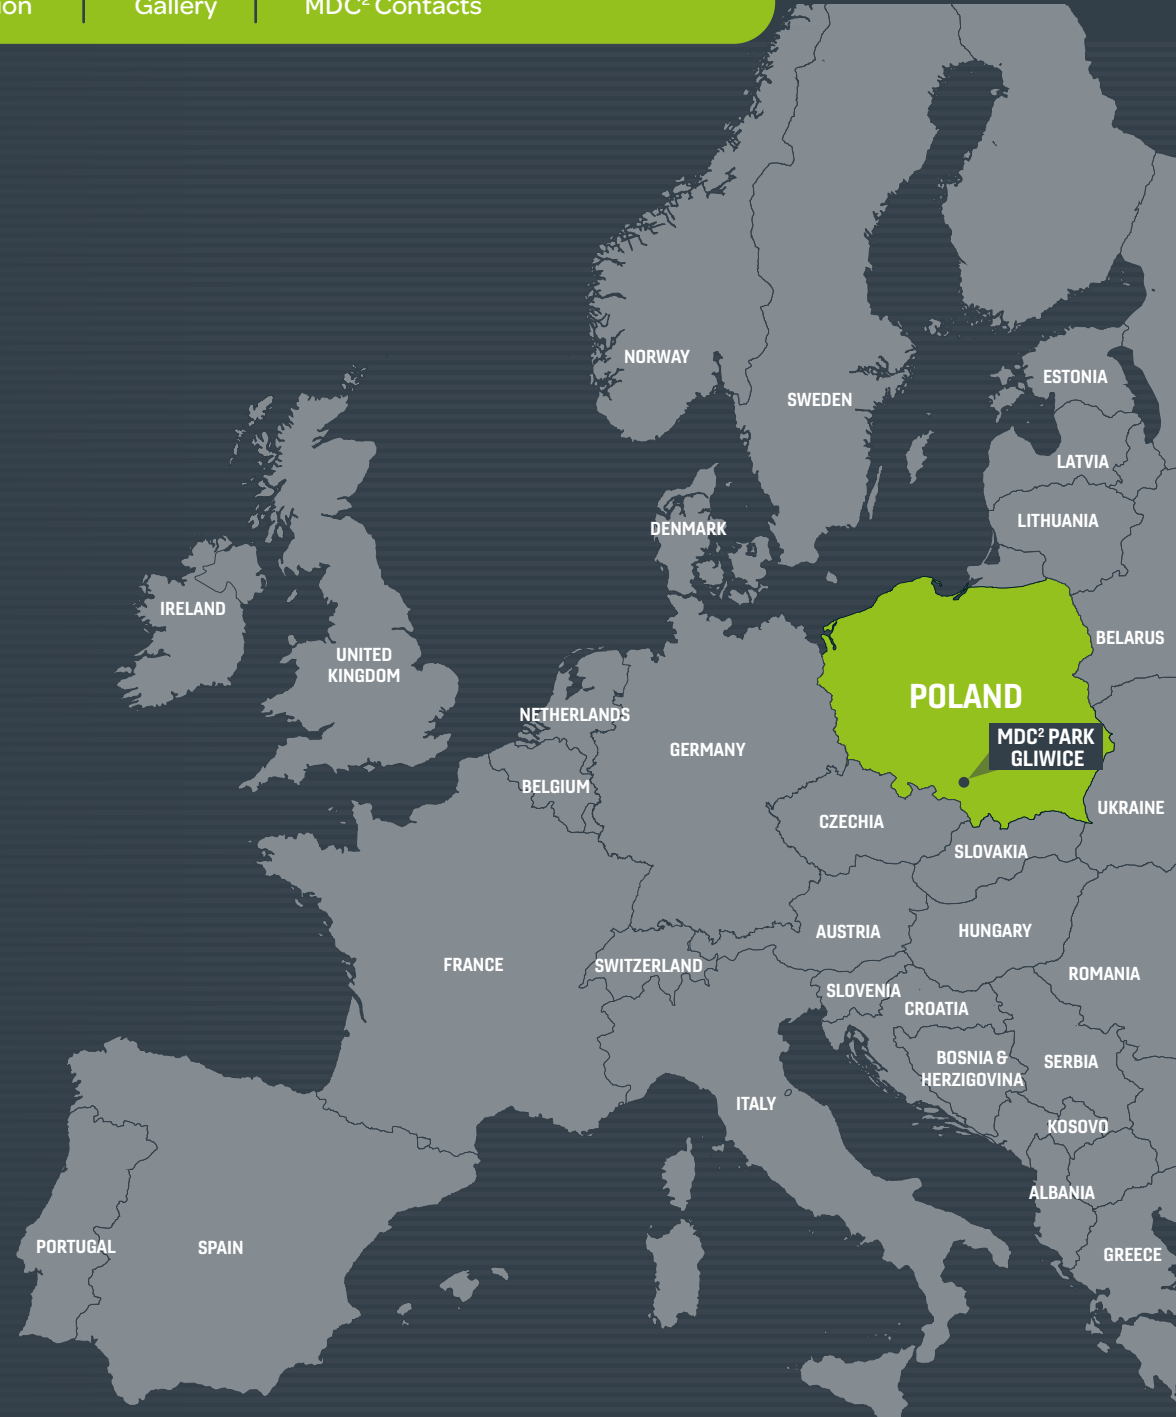 ion | Gallery | MDC² Contacts
NORWAY
SWEDEN
ESTONIA
LATVIA
LITHUANIA
DENMARK
IRELAND
UNITED
KINGDOM
BELARUS
POLAND
NETHERLANDS
MDC² PARK
GLIWICE
GERMANY
BELGIUM
UKRAINE
CZECHIA
SLOVAKIA
AUSTRIA
HUNGARY
FRANCE
SWITZERLAND
ROMANIA
SLOVENIA
CROATIA
BOSNIA &
HERZIGOVINA
SERBIA
ITALY
KOSOVO
ALBANIA
PORTUGAL
SPAIN
GREECE